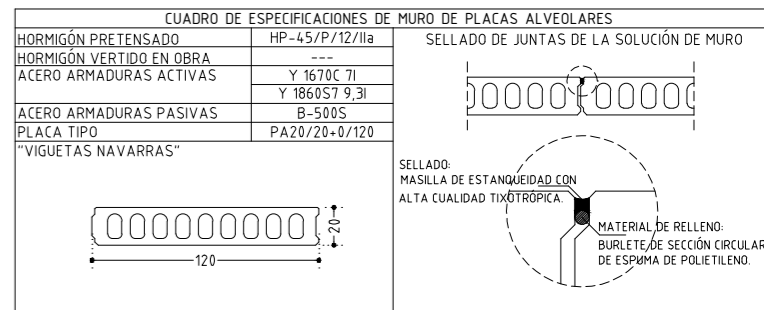 CUADRO DE ESPECIFICACIONES DE MURO DE PLACAS ALVEOLARES
HORMIGÓN PRETENSADO HP-45/P/12/IIa
HORMIGÓN VERTIDO EN OBRA ---
ACERO ARMADURAS ACTIVAS Y 1670C 7I
Y 1860S7 9,3I
ACERO ARMADURAS PASIVAS B-500S
PLACA TIPO PA20/20+0/120
"VIGUETAS NAVARRAS"
20
120
SELLADO DE JUNTAS DE LA SOLUCIÓN DE MURO
SELLADO:
MASILLA DE ESTANQUEIDAD CON
ALTA CUALIDAD TIXOTRÓPICA.
MATERIAL DE RELLENO:
BURLETE DE SECCIÓN CIRCULAR
DE ESPUMA DE POLIETILENO.